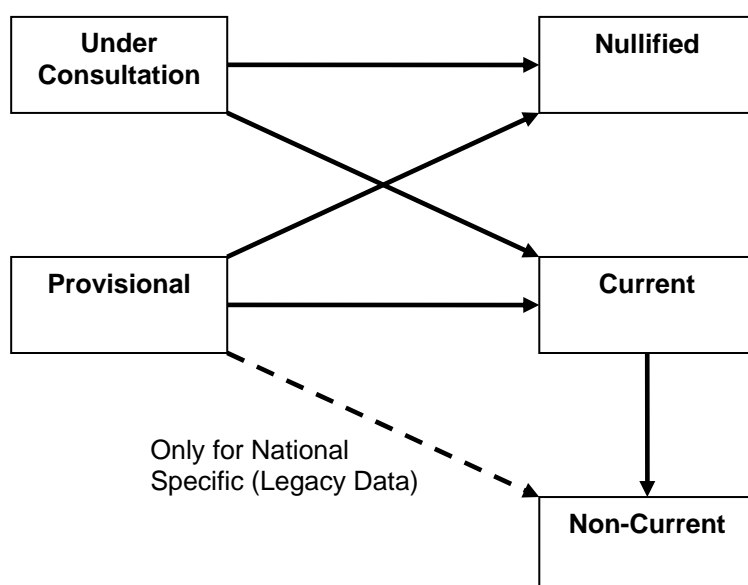 Under
Consultation
Nullified
Provisional
Current
Only for National
Specific (Legacy Data)
Non-Current